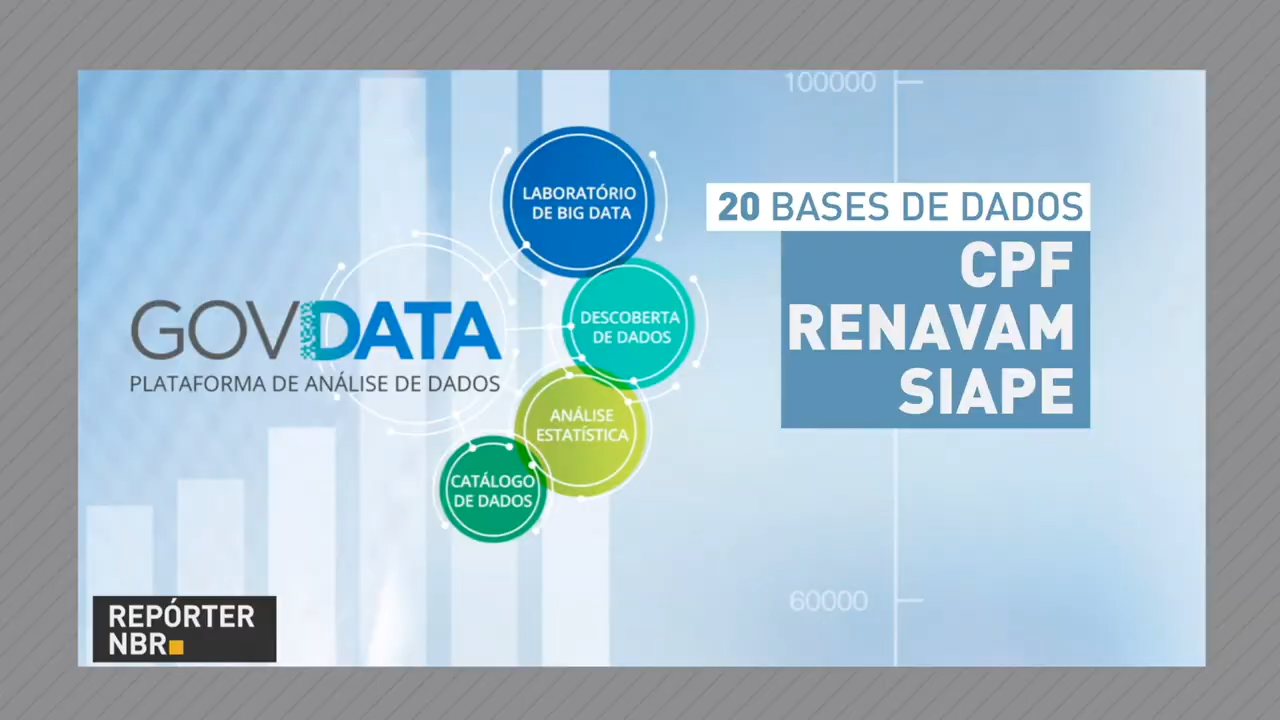 100000
LABORATÓRIO
DE BIG DATA
20 BASES DE DADOS
CPF
RENAVAM
SIAPE
GOVDATA
PLATAFORMA DE ANÁLISE DE DADOS
DESCOBERTA
DE DADOS
ANÁLISE
ESTATÍSTICA
CATÁLOGO
DE DADOS
60000
REPÓRTER
NBR